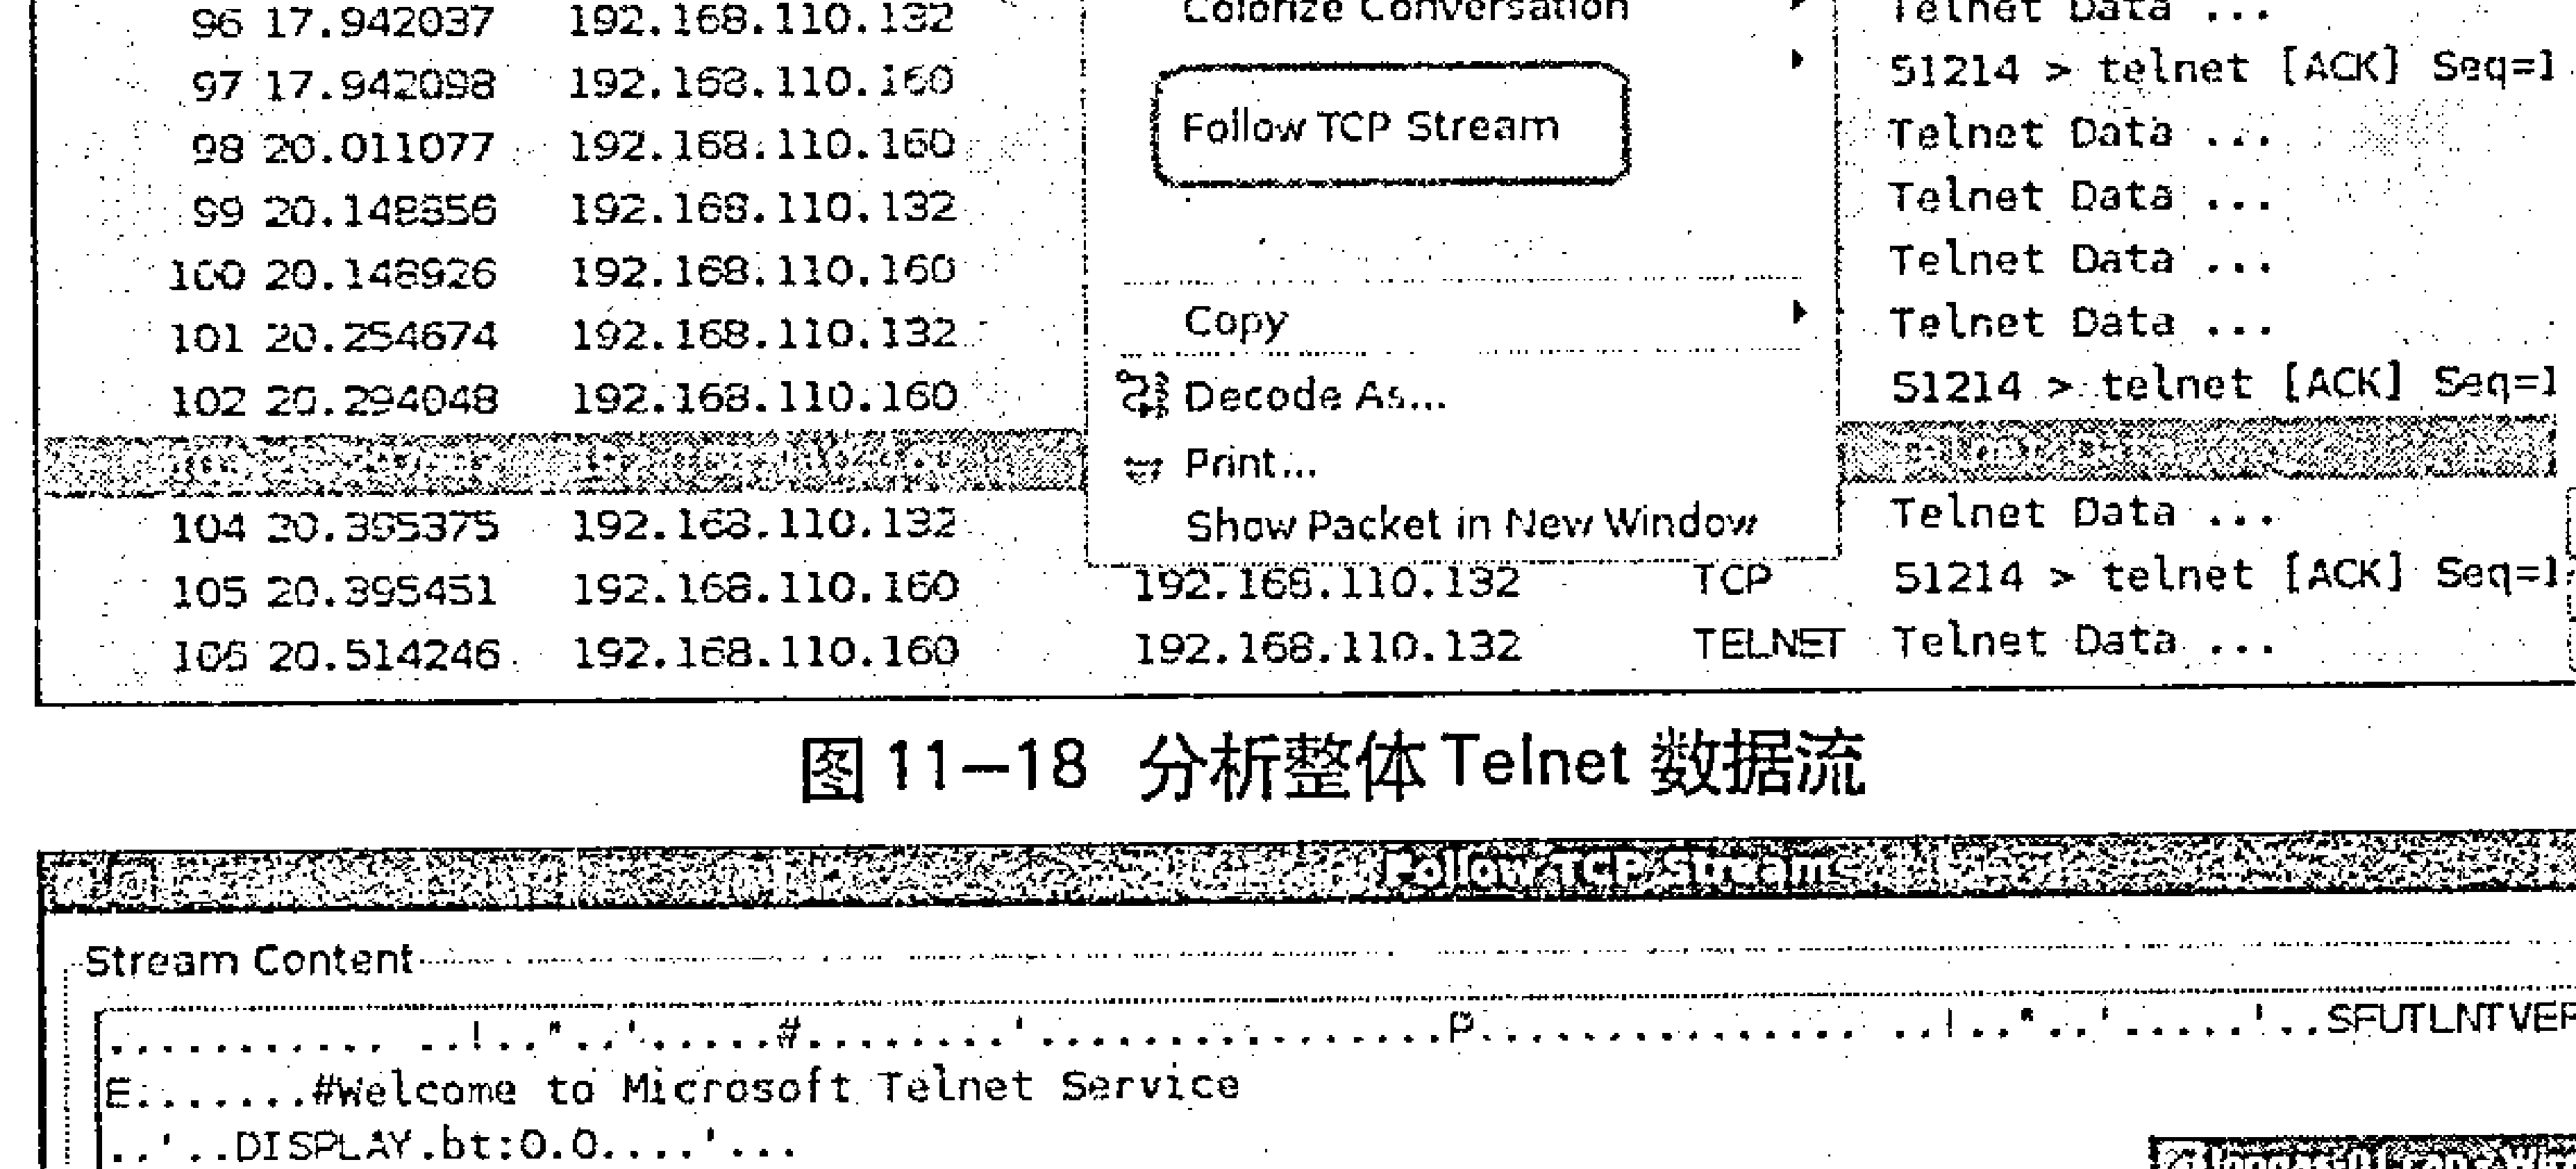 96 17.942037 192.168.110.132 Colorize Conversation Telnet Data ...
97 17.942098 192.168.110.160 51214 > telnet [ACK] Seq=1
98 20.011077 192.168.110.160 Follow TCP Stream Telnet Data ...
99 20.148856 192.168.110.132 Telnet Data ...
100 20.148926 192.168.110.160 Telnet Data ...
101 20.254674 192.168.110.132 Copy Telnet Data ...
102 20.294048 192.168.110.160 Decode As... 51214 > telnet [ACK] Seq=1
103 Print... Telnet Data
104 20.395375 192.168.110.132 Show Packet in New Window Telnet Data ...
105 20.395451 192.168.110.160 192.168.110.132 TCP 51214 > telnet [ACK] Seq=1
106 20.514246 192.168.110.160 192.168.110.132 TELNET Telnet Data ...
图 11-18 分析整体 Telnet 数据流
Follow TCP Stream
Stream Content
........... ..!.."..'.....#........'...............P.............. ..!.."..'.....'..SFUTLNTVER
E.......#Welcome to Microsoft Telnet Service
..'..DISPLAY.bt:0.0....'...